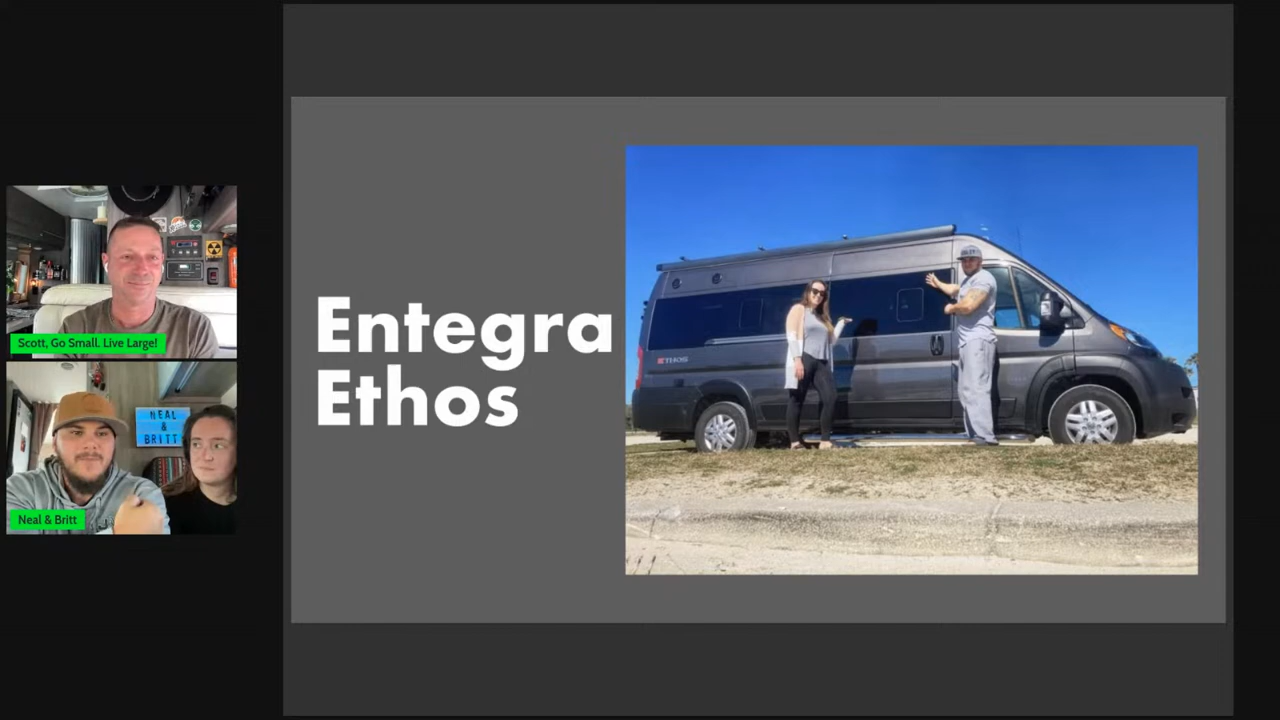 Scott, Go Small. Live Large!
NEAL
&
BRITT
Neal & Britt
Entegra
Ethos
ETHOS